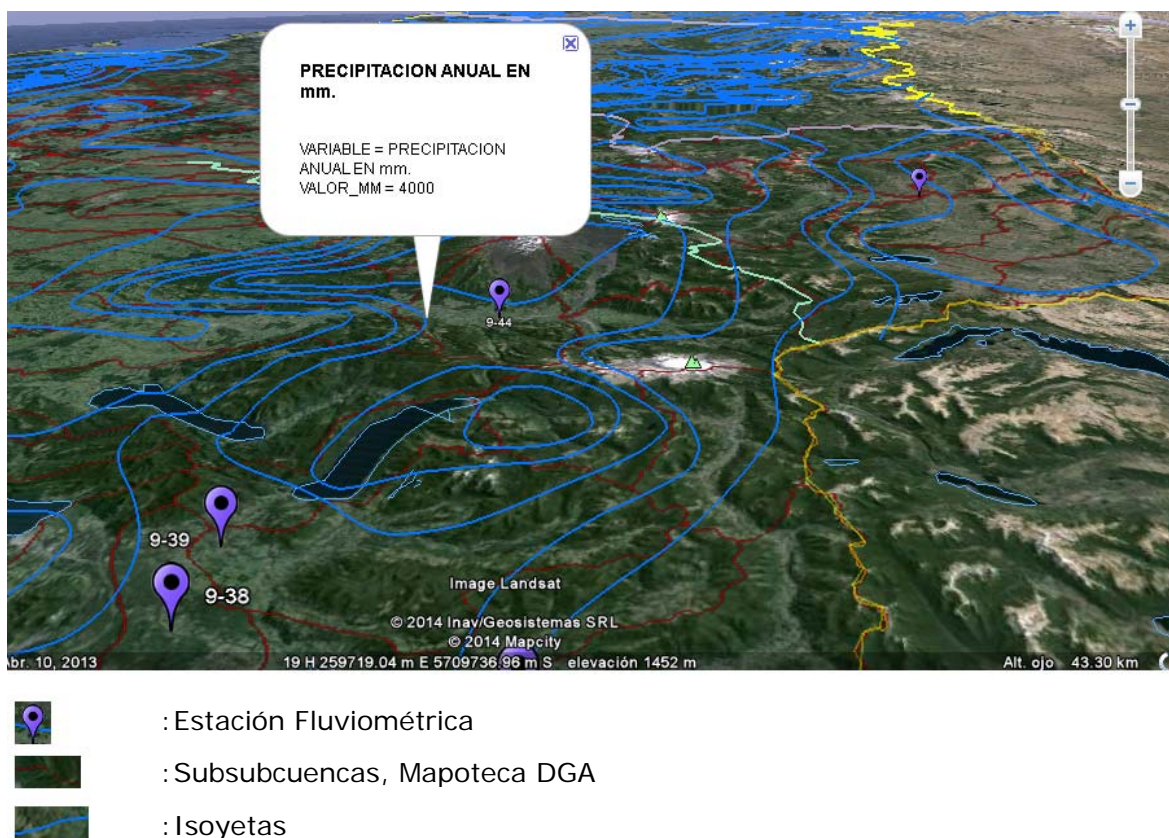 PRECIPITACION ANUAL EN
mm.
VARIABLE = PRECIPITACION
ANUAL EN mm.
VALOR_MM = 4000
9-44
9-39
9-38
Image Landsat
© 2014 Inav/Geosistemas SRL
© 2014 Mapcity
Abr. 10, 2013
19 H 259719.04 m E 5709736.96 m S elevación 1452 m
Alt. ojo 43.30 km
: Estación Fluviométrica
: Subsubcuencas, Mapoteca DGA
: Isoyetas